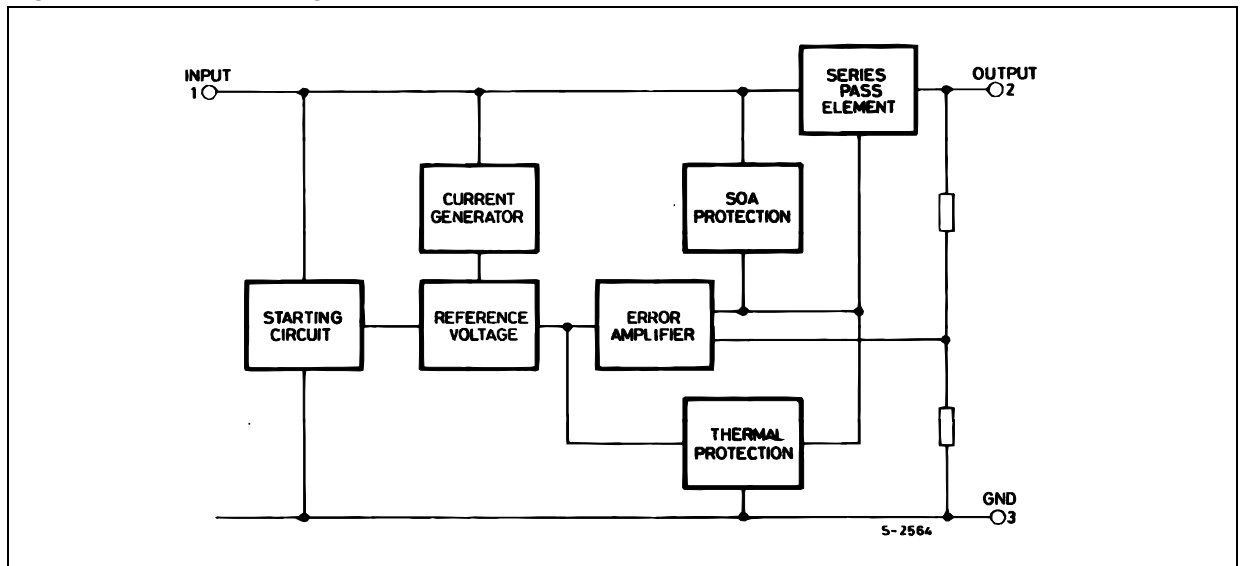 INPUT
1
SERIES
PASS
ELEMENT
OUTPUT
2
CURRENT
GENERATOR
SOA
PROTECTION
STARTING
CIRCUIT
REFERENCE
VOLTAGE
ERROR
AMPLIFIER
THERMAL
PROTECTION
GND
3
S-2564